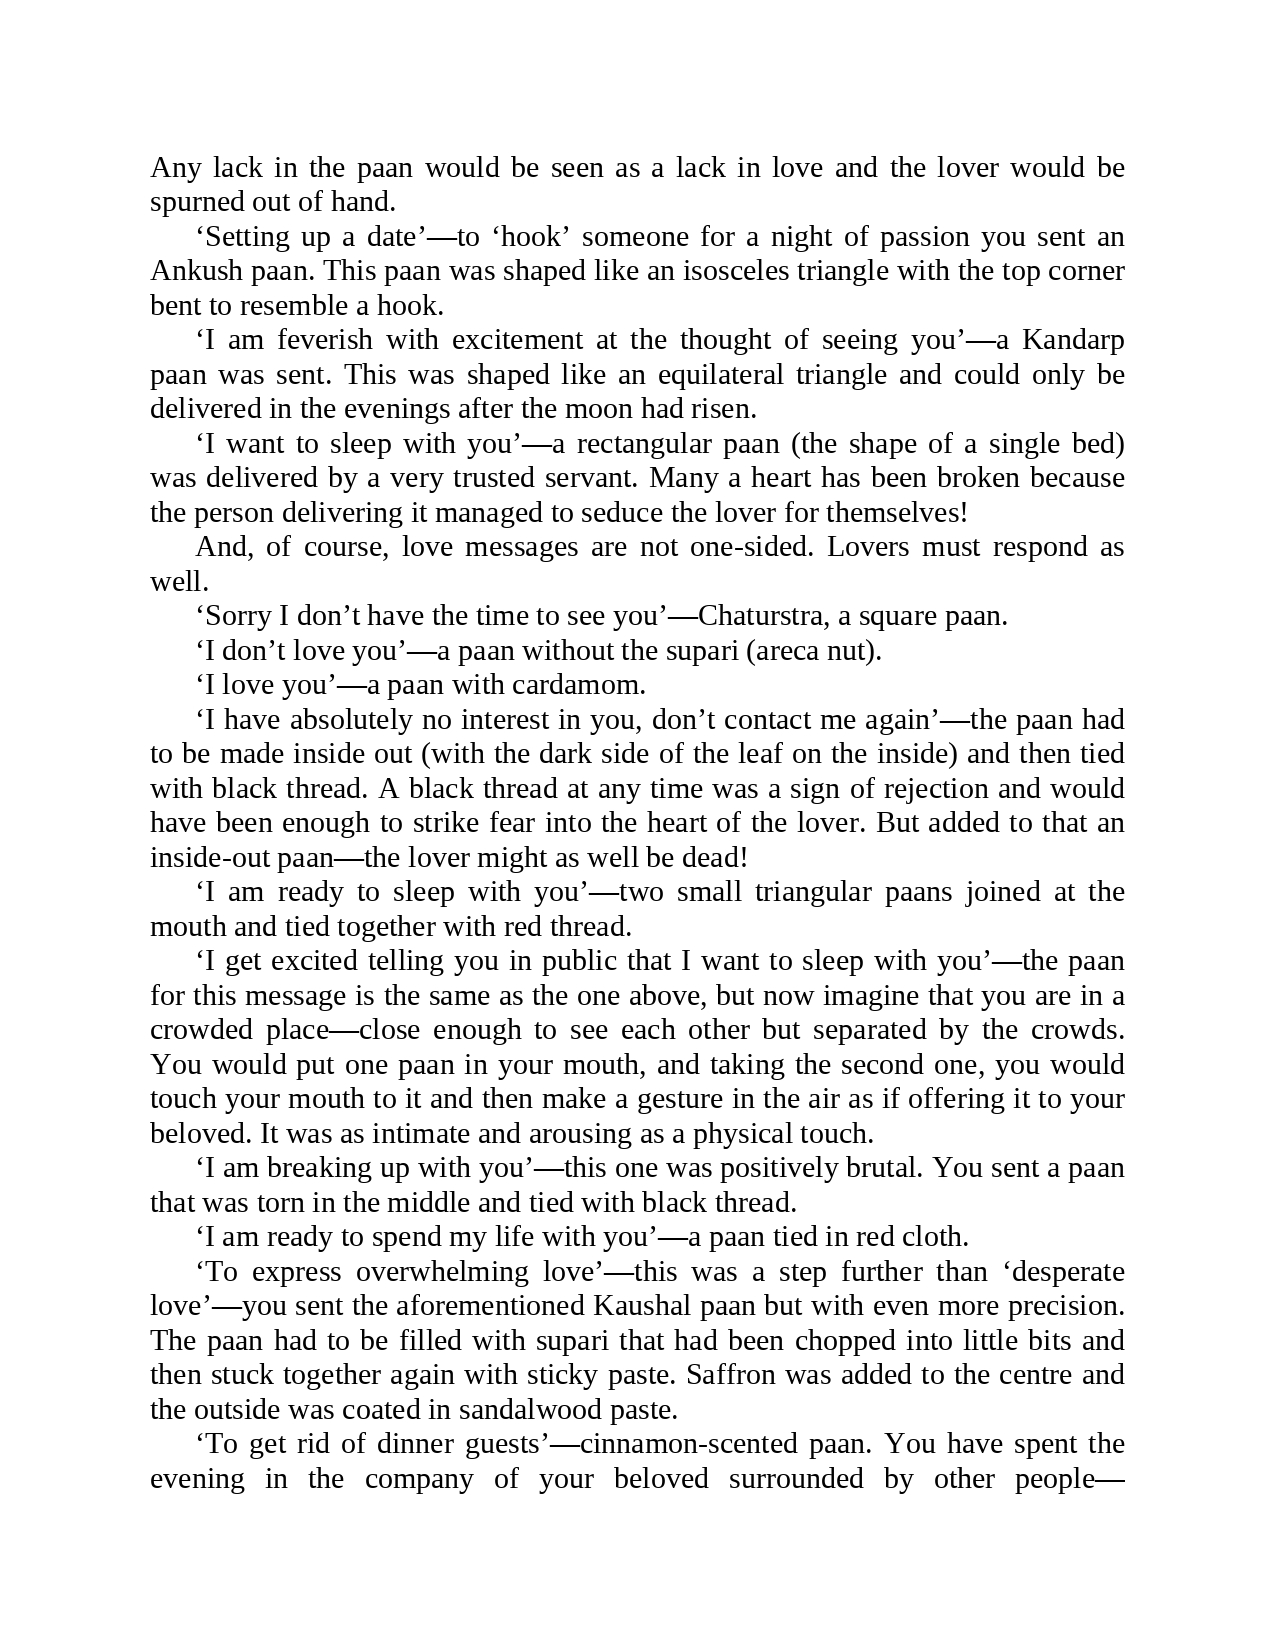 Any lack in the paan would be seen as a lack in love and the lover would be
spurned out of hand.
‘Setting up a date’—to ‘hook’ someone for a night of passion you sent an
Ankush paan. This paan was shaped like an isosceles triangle with the top corner
bent to resemble a hook.
‘I am feverish with excitement at the thought of seeing you’—a Kandarp
paan was sent. This was shaped like an equilateral triangle and could only be
delivered in the evenings after the moon had risen.
‘I want to sleep with you’—a rectangular paan (the shape of a single bed)
was delivered by a very trusted servant. Many a heart has been broken because
the person delivering it managed to seduce the lover for themselves!
And, of course, love messages are not one-sided. Lovers must respond as
well.
‘Sorry I don’t have the time to see you’—Chaturstra, a square paan.
‘I don’t love you’—a paan without the supari (areca nut).
‘I love you’—a paan with cardamom.
‘I have absolutely no interest in you, don’t contact me again’—the paan had
to be made inside out (with the dark side of the leaf on the inside) and then tied
with black thread. A black thread at any time was a sign of rejection and would
have been enough to strike fear into the heart of the lover. But added to that an
inside-out paan—the lover might as well be dead!
‘I am ready to sleep with you’—two small triangular paans joined at the
mouth and tied together with red thread.
‘I get excited telling you in public that I want to sleep with you’—the paan
for this message is the same as the one above, but now imagine that you are in a
crowded place—close enough to see each other but separated by the crowds.
You would put one paan in your mouth, and taking the second one, you would
touch your mouth to it and then make a gesture in the air as if offering it to your
beloved. It was as intimate and arousing as a physical touch.
‘I am breaking up with you’—this one was positively brutal. You sent a paan
that was torn in the middle and tied with black thread.
‘I am ready to spend my life with you’—a paan tied in red cloth.
‘To express overwhelming love’—this was a step further than ‘desperate
love’—you sent the aforementioned Kaushal paan but with even more precision.
The paan had to be filled with supari that had been chopped into little bits and
then stuck together again with sticky paste. Saffron was added to the centre and
the outside was coated in sandalwood paste.
‘To get rid of dinner guests’—cinnamon-scented paan. You have spent the
evening in the company of your beloved surrounded by other people—